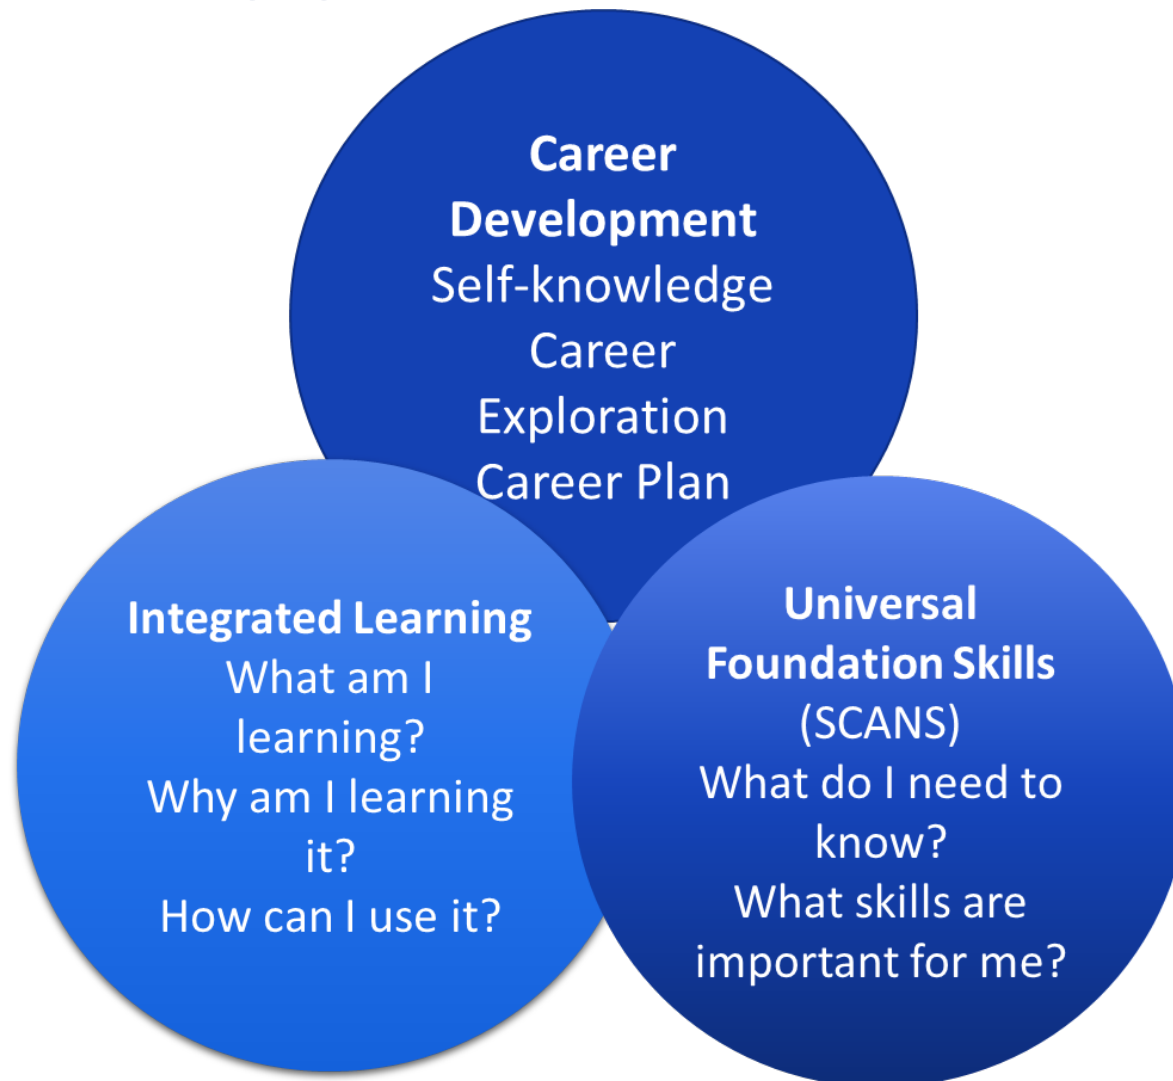 Career
Development
Self-knowledge
Career
Exploration
Career Plan
Integrated Learning
What am I
learning?
Why am I learning
it?
How can I use it?
Universal
Foundation Skills
(SCANS)
What do I need to
know?
What skills are
important for me?